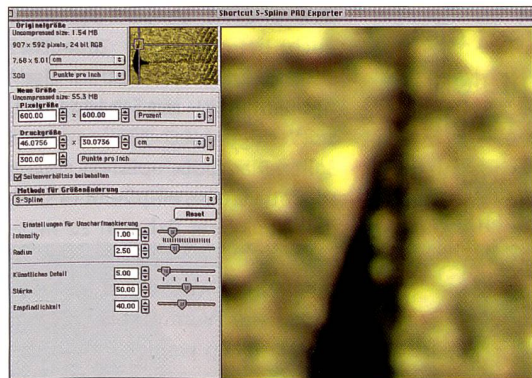 Shortcut S-Spline PRO Exporter
Originalgröße
Uncompressed size: 1.54 MB
907 x 592 pixels, 24 bit RGB
7,68 x 5.01 cm
300 Punkte pro Inch
Neue Größe
Uncompressed size: 55.3 MB
Pixelgröße
600.00 x 600.00 Prozent
Druckgröße
46.0756 x 30.0736 cm
300.00 Punkte pro Inch
Seitenverhältnis beibehalten
Methode für Größenänderung
S-Spline
Reset
Einstellungen für Unscharfmaskierung
Intensity 1.00
Radius 2.50
Künstliches Detail 5.00
Stärke 50.00
Empfindlichkeit 40.00